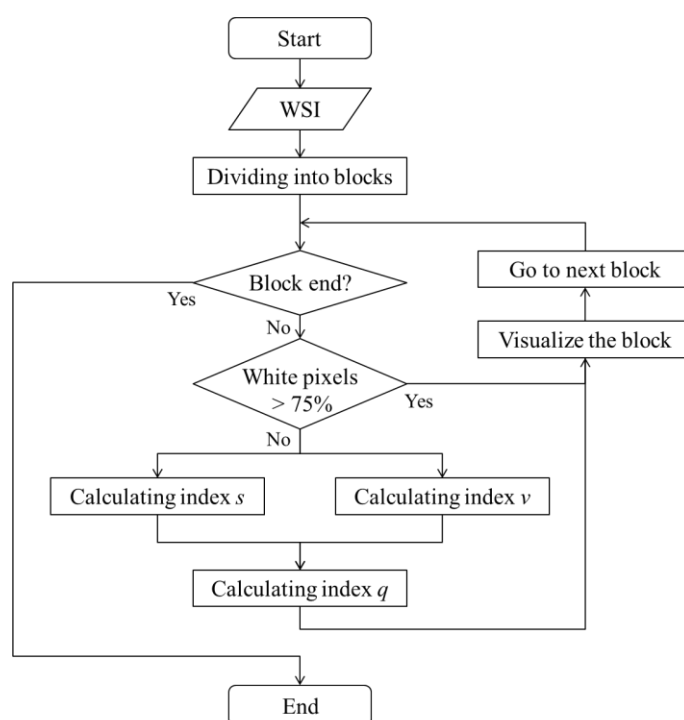 Start
WSI
Dividing into blocks
Block end?
Yes
No
Go to next block
Visualize the block
White pixels
> 75%
Yes
No
Calculating index s
Calculating index v
Calculating index q
End